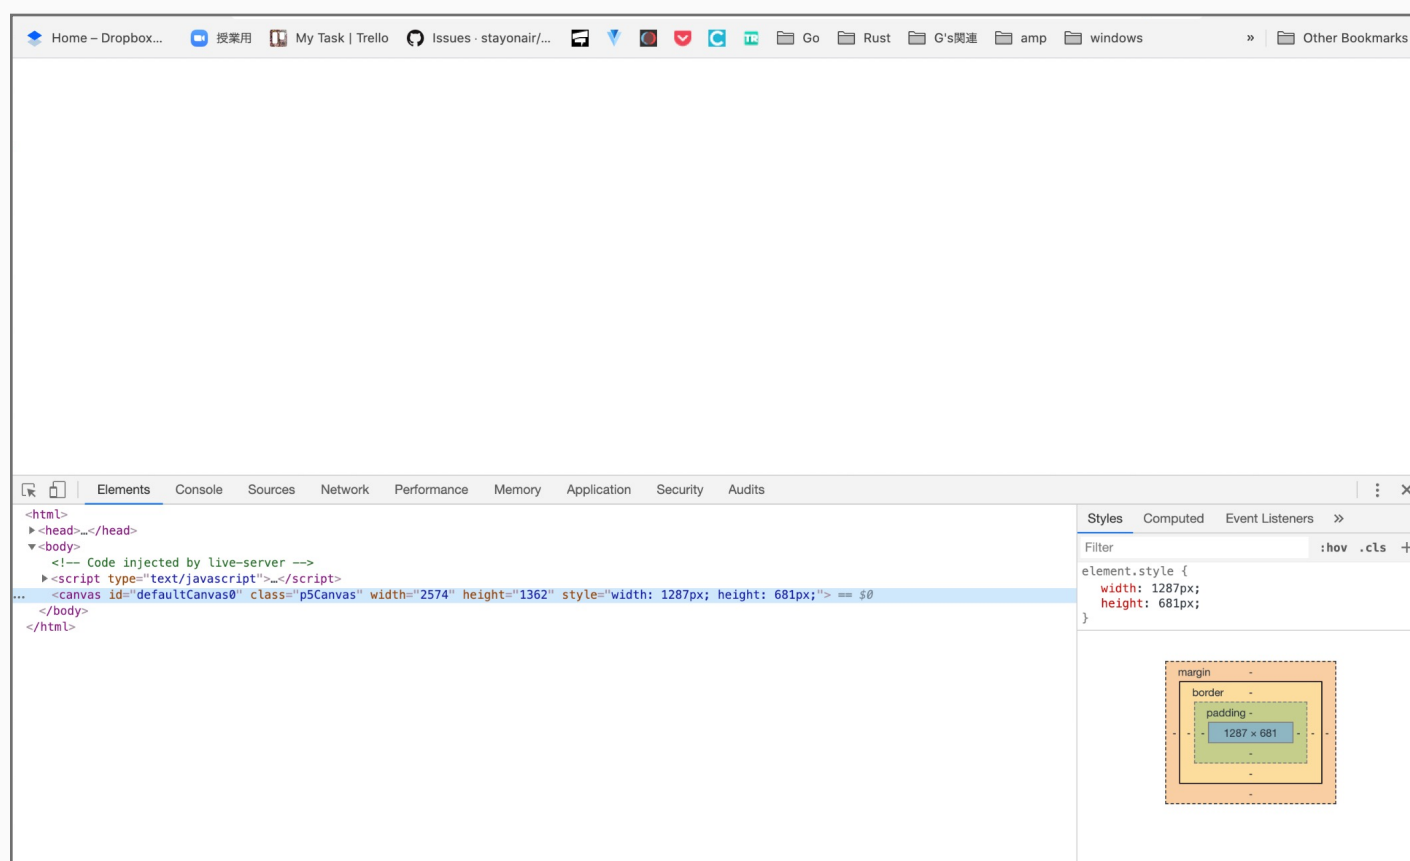 Home – Dropbox... 授業用 My Task | Trello Issues · stayonair/... Go Rust G's関連 amp windows » Other Bookmarks
Elements Console Sources Network Performance Memory Application Security Audits
<html>
<head>…</head>
<body>
<!-- Code injected by live-server -->
<script type="text/javascript">…</script>
... <canvas id="defaultCanvas0" class="p5Canvas" width="2574" height="1362" style="width: 1287px; height: 681px;"> == $0
</body>
</html>
Styles Computed Event Listeners »
Filter :hov .cls +
element.style {
width: 1287px;
height: 681px;
}
margin -
border -
padding -
- - - 1287 × 681 - - -
-
-
-